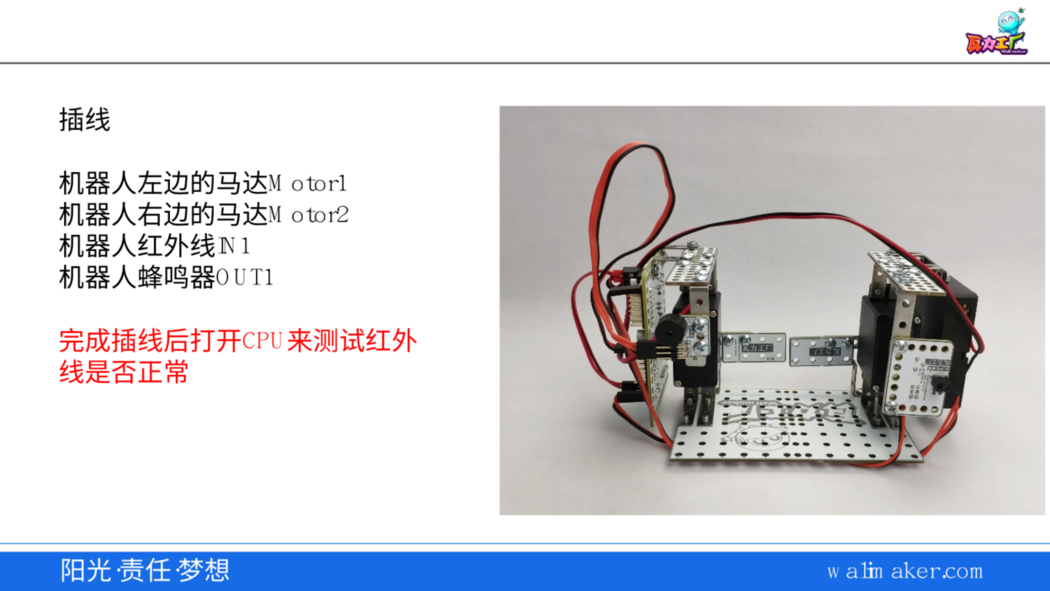 瓦力工厂
插线
机器人左边的马达Motor1
机器人右边的马达Motor2
机器人红外线IN1
机器人蜂鸣器OUT1
完成插线后打开CPU来测试红外
线是否正常
阳光·责任·梦想
walimaker.com